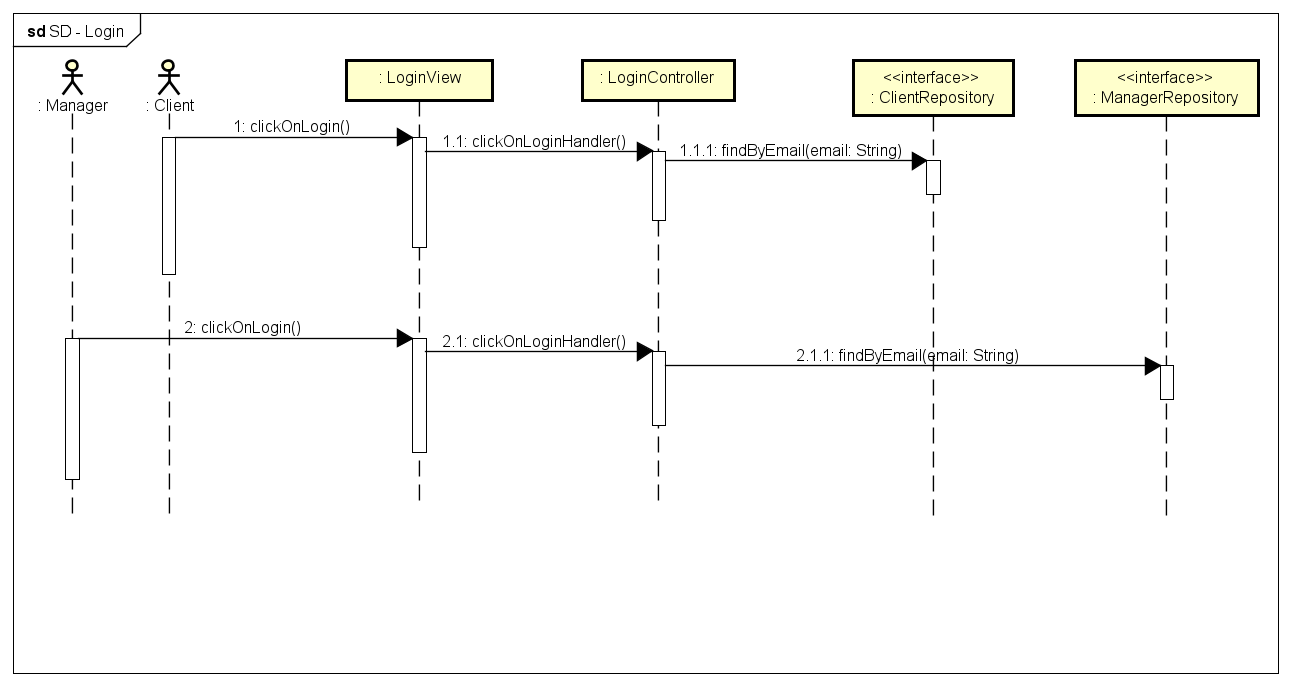 sd SD - Login
: Manager
: Client
: LoginView
: LoginController
<<interface>>
: ClientRepository
<<interface>>
: ManagerRepository
1: clickOnLogin()
1.1: clickOnLoginHandler()
1.1.1: findByEmail(email: String)
2: clickOnLogin()
2.1: clickOnLoginHandler()
2.1.1: findByEmail(email: String)